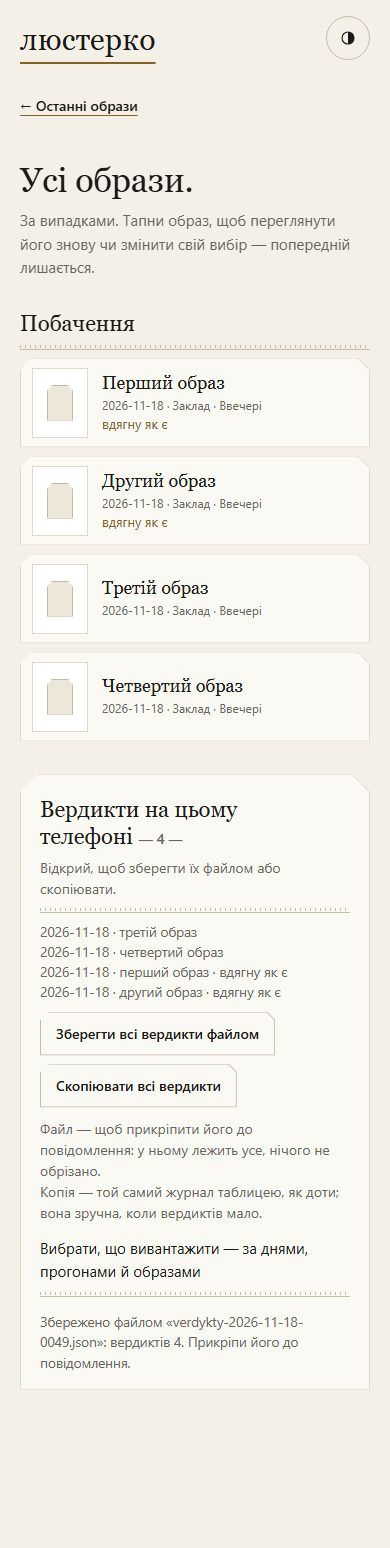 люстерко
← Останні образи
Усі образи.
За випадками. Тапни образ, щоб переглянути
його знову чи змінити свій вибір — попередній
лишається.
Побачення
Перший образ
2026-11-18 · Заклад · Ввечері
вдягну як є
Другий образ
2026-11-18 · Заклад · Ввечері
вдягну як є
Третій образ
2026-11-18 · Заклад · Ввечері
Четвертий образ
2026-11-18 · Заклад · Ввечері
Вердикти на цьому
телефоні — 4 —
Відкрий, щоб зберегти їх файлом або
скопіювати.
2026-11-18 · третій образ
2026-11-18 · четвертий образ
2026-11-18 · перший образ · вдягну як є
2026-11-18 · другий образ · вдягну як є
Зберегти всі вердикти файлом
Скопіювати всі вердикти
Файл — щоб прикріпити його до
повідомлення: у ньому лежить усе, нічого не
обрізано.
Копія — той самий журнал таблицею, як доти;
вона зручна, коли вердиктів мало.
Вибрати, що вивантажити — за днями,
прогонами й образами
Збережено файлом «verdykty-2026-11-18-
0049.json»: вердиктів 4. Прикріпи його до
повідомлення.